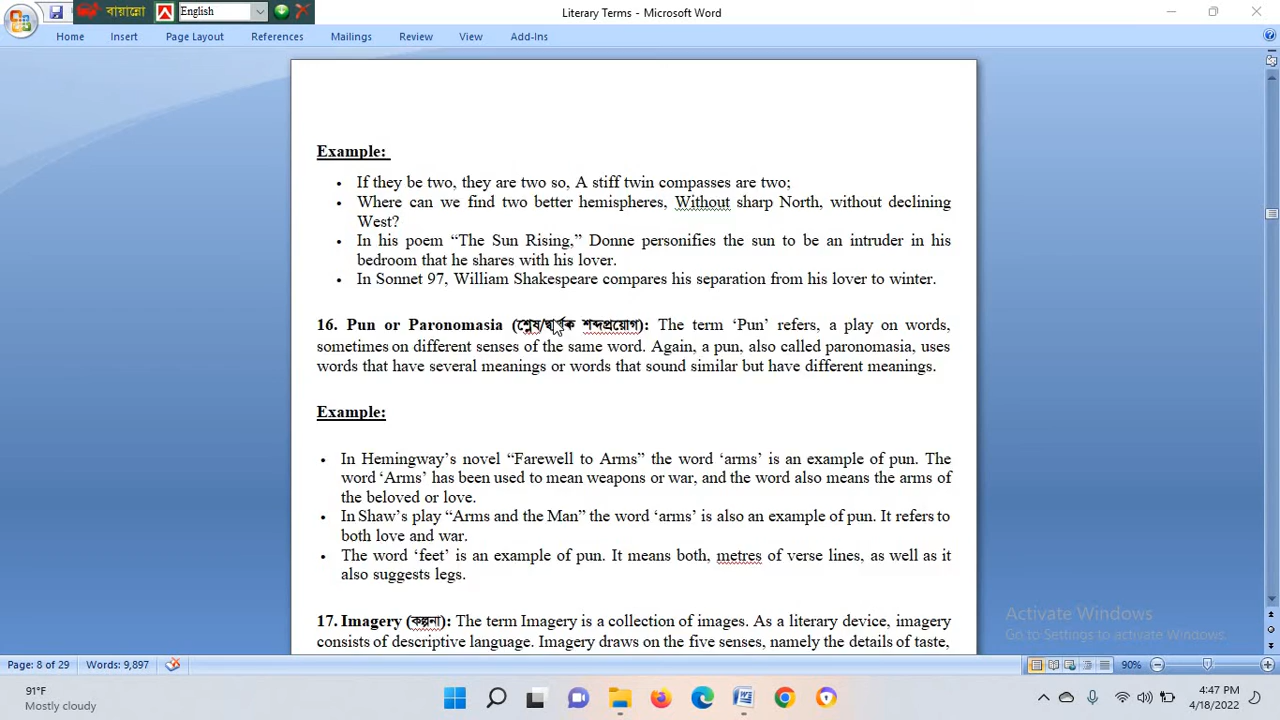 বায়ান্নো
English
Literary Terms - Microsoft Word
Home Insert Page Layout References Mailings Review View Add-Ins
Example:
• If they be two, they are two so, A stiff twin compasses are two;
• Where can we find two better hemispheres, Without sharp North, without declining
West?
• In his poem “The Sun Rising,” Donne personifies the sun to be an intruder in his
bedroom that he shares with his lover.
• In Sonnet 97, William Shakespeare compares his separation from his lover to winter.
16. Pun or Paronomasia (শ্লেষ/দ্ব্যর্থক শব্দপ্রয়োগ): The term ‘Pun’ refers, a play on words,
sometimes on different senses of the same word. Again, a pun, also called paronomasia, uses
words that have several meanings or words that sound similar but have different meanings.
Example:
• In Hemingway’s novel “Farewell to Arms” the word ‘arms’ is an example of pun. The
word ‘Arms’ has been used to mean weapons or war, and the word also means the arms of
the beloved or love.
• In Shaw’s play “Arms and the Man” the word ‘arms’ is also an example of pun. It refers to
both love and war.
• The word ‘feet’ is an example of pun. It means both, metres of verse lines, as well as it
also suggests legs.
17. Imagery (কল্পনা): The term Imagery is a collection of images. As a literary device, imagery
consists of descriptive language. Imagery draws on the five senses, namely the details of taste,
Activate Windows
Go to Settings to activate Windows.
Page: 8 of 29 Words: 9,897 90%
91°F
Mostly cloudy
4:47 PM
4/18/2022